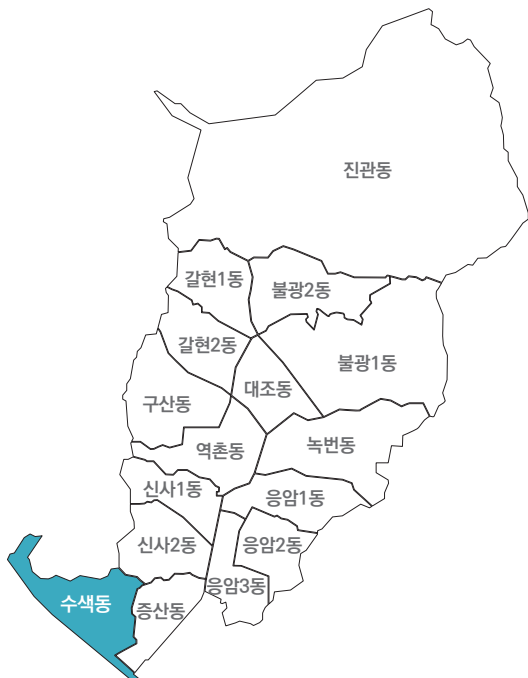 진관동
갈현1동
불광2동
갈현2동
불광1동
대조동
구산동
역촌동
녹번동
신사1동
응암1동
신사2동
응암2동
응암3동
수색동
증산동